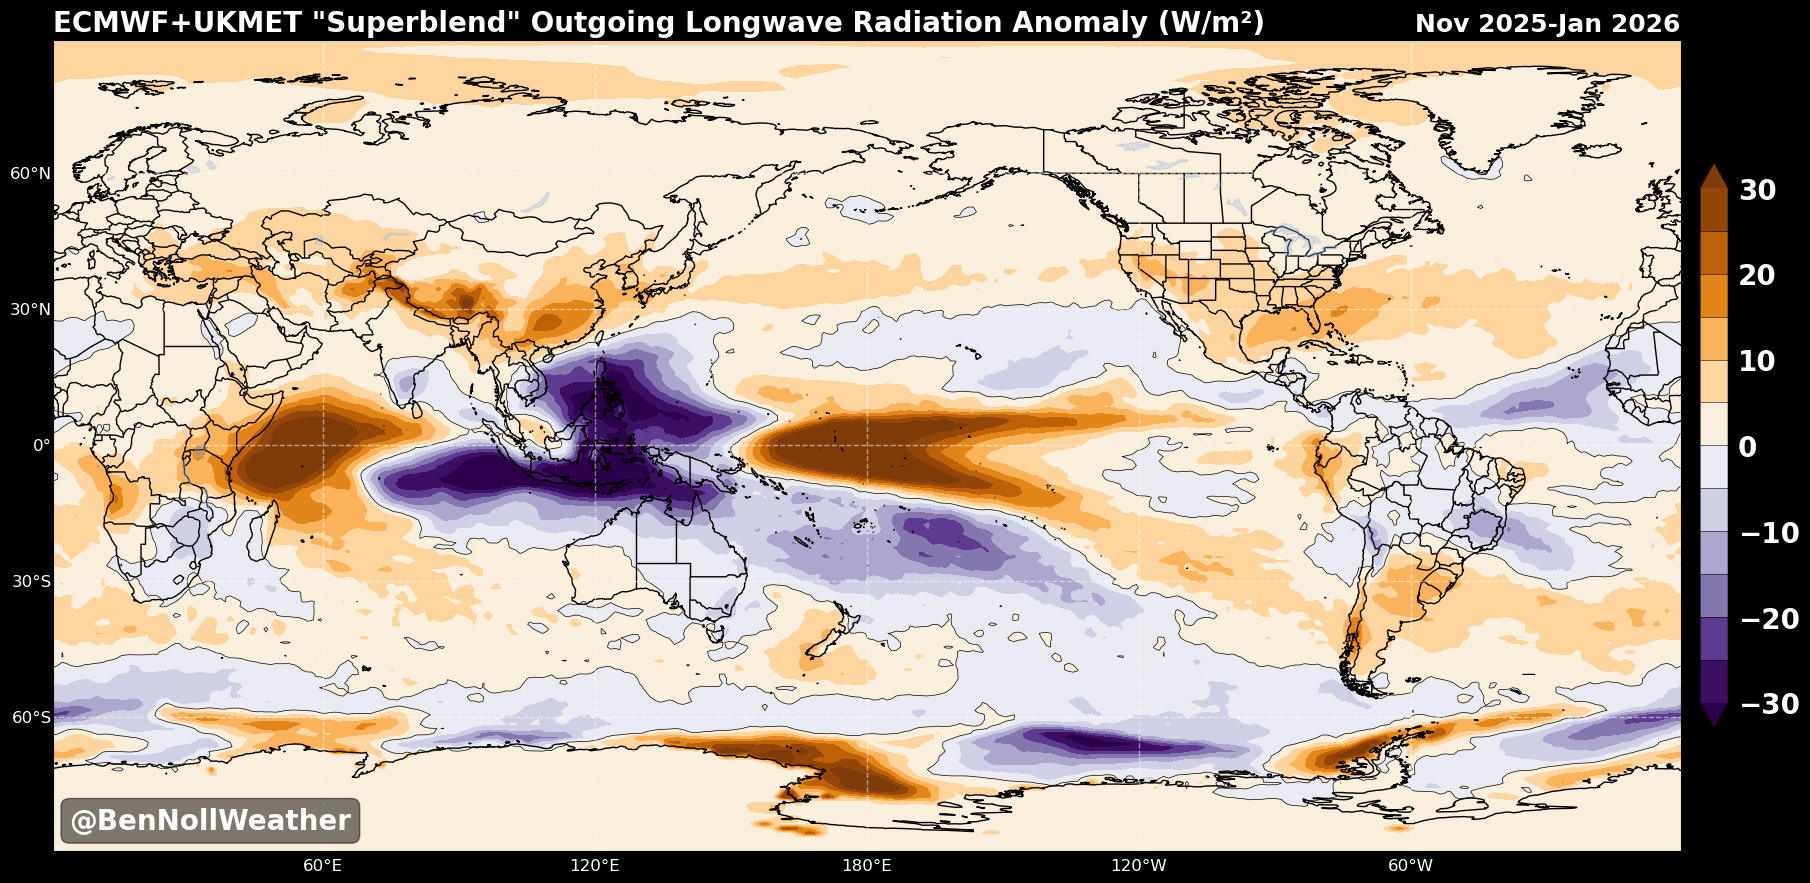 ECMWF+UKMET "Superblend" Outgoing Longwave Radiation Anomaly (W/m²)
Nov 2025-Jan 2026
60°N
30°N
0°
30°S
60°S
60°E
120°E
180°E
120°W
60°W
30
20
10
0
−10
−20
−30
@BenNollWeather